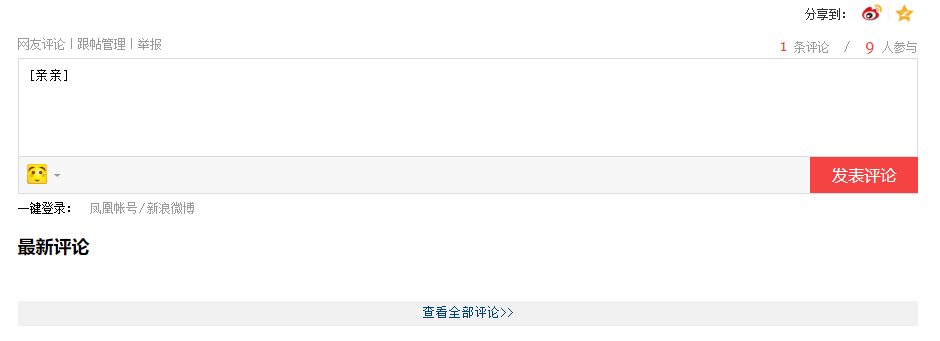 分享到：
网友评论 | 跟帖管理 | 举报
1 条评论 / 9 人参与
[亲亲]
发表评论
一键登录： 凤凰帐号/新浪微博
最新评论
查看全部评论>>